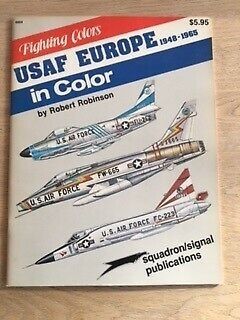 Fighting Colors
$5.95
USAF EUROPE 1948-1965
in Color
by Robert Robinson
U.S. AIR FORCE
FW-665
U.S. AIR FORCE
U.S. AIR FORCE FC-223
squadron/signal
publications